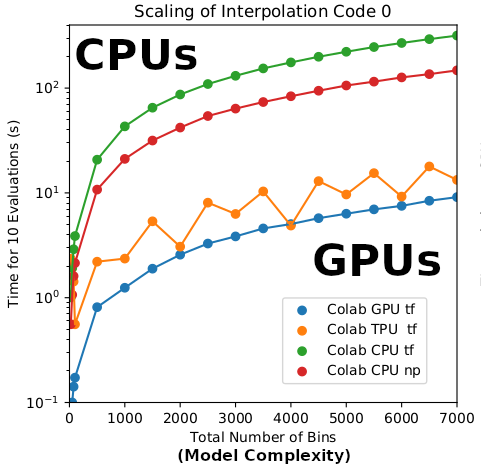 Scaling of Interpolation Code 0
CPUs
GPUs
Time for 10 Evaluations (s)
10²
10¹
10⁰
10⁻¹
0 1000 2000 3000 4000 5000 6000 7000
Colab GPU tf
Colab TPU tf
Colab CPU tf
Colab CPU np
Total Number of Bins
(Model Complexity)